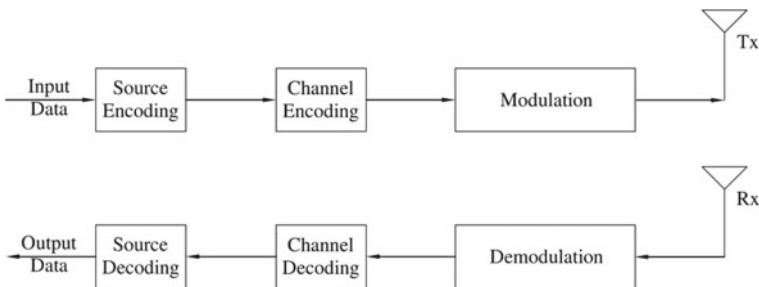 Tx
Input
Data
Source
Encoding
Channel
Encoding
Modulation
Rx
Output
Data
Source
Decoding
Channel
Decoding
Demodulation